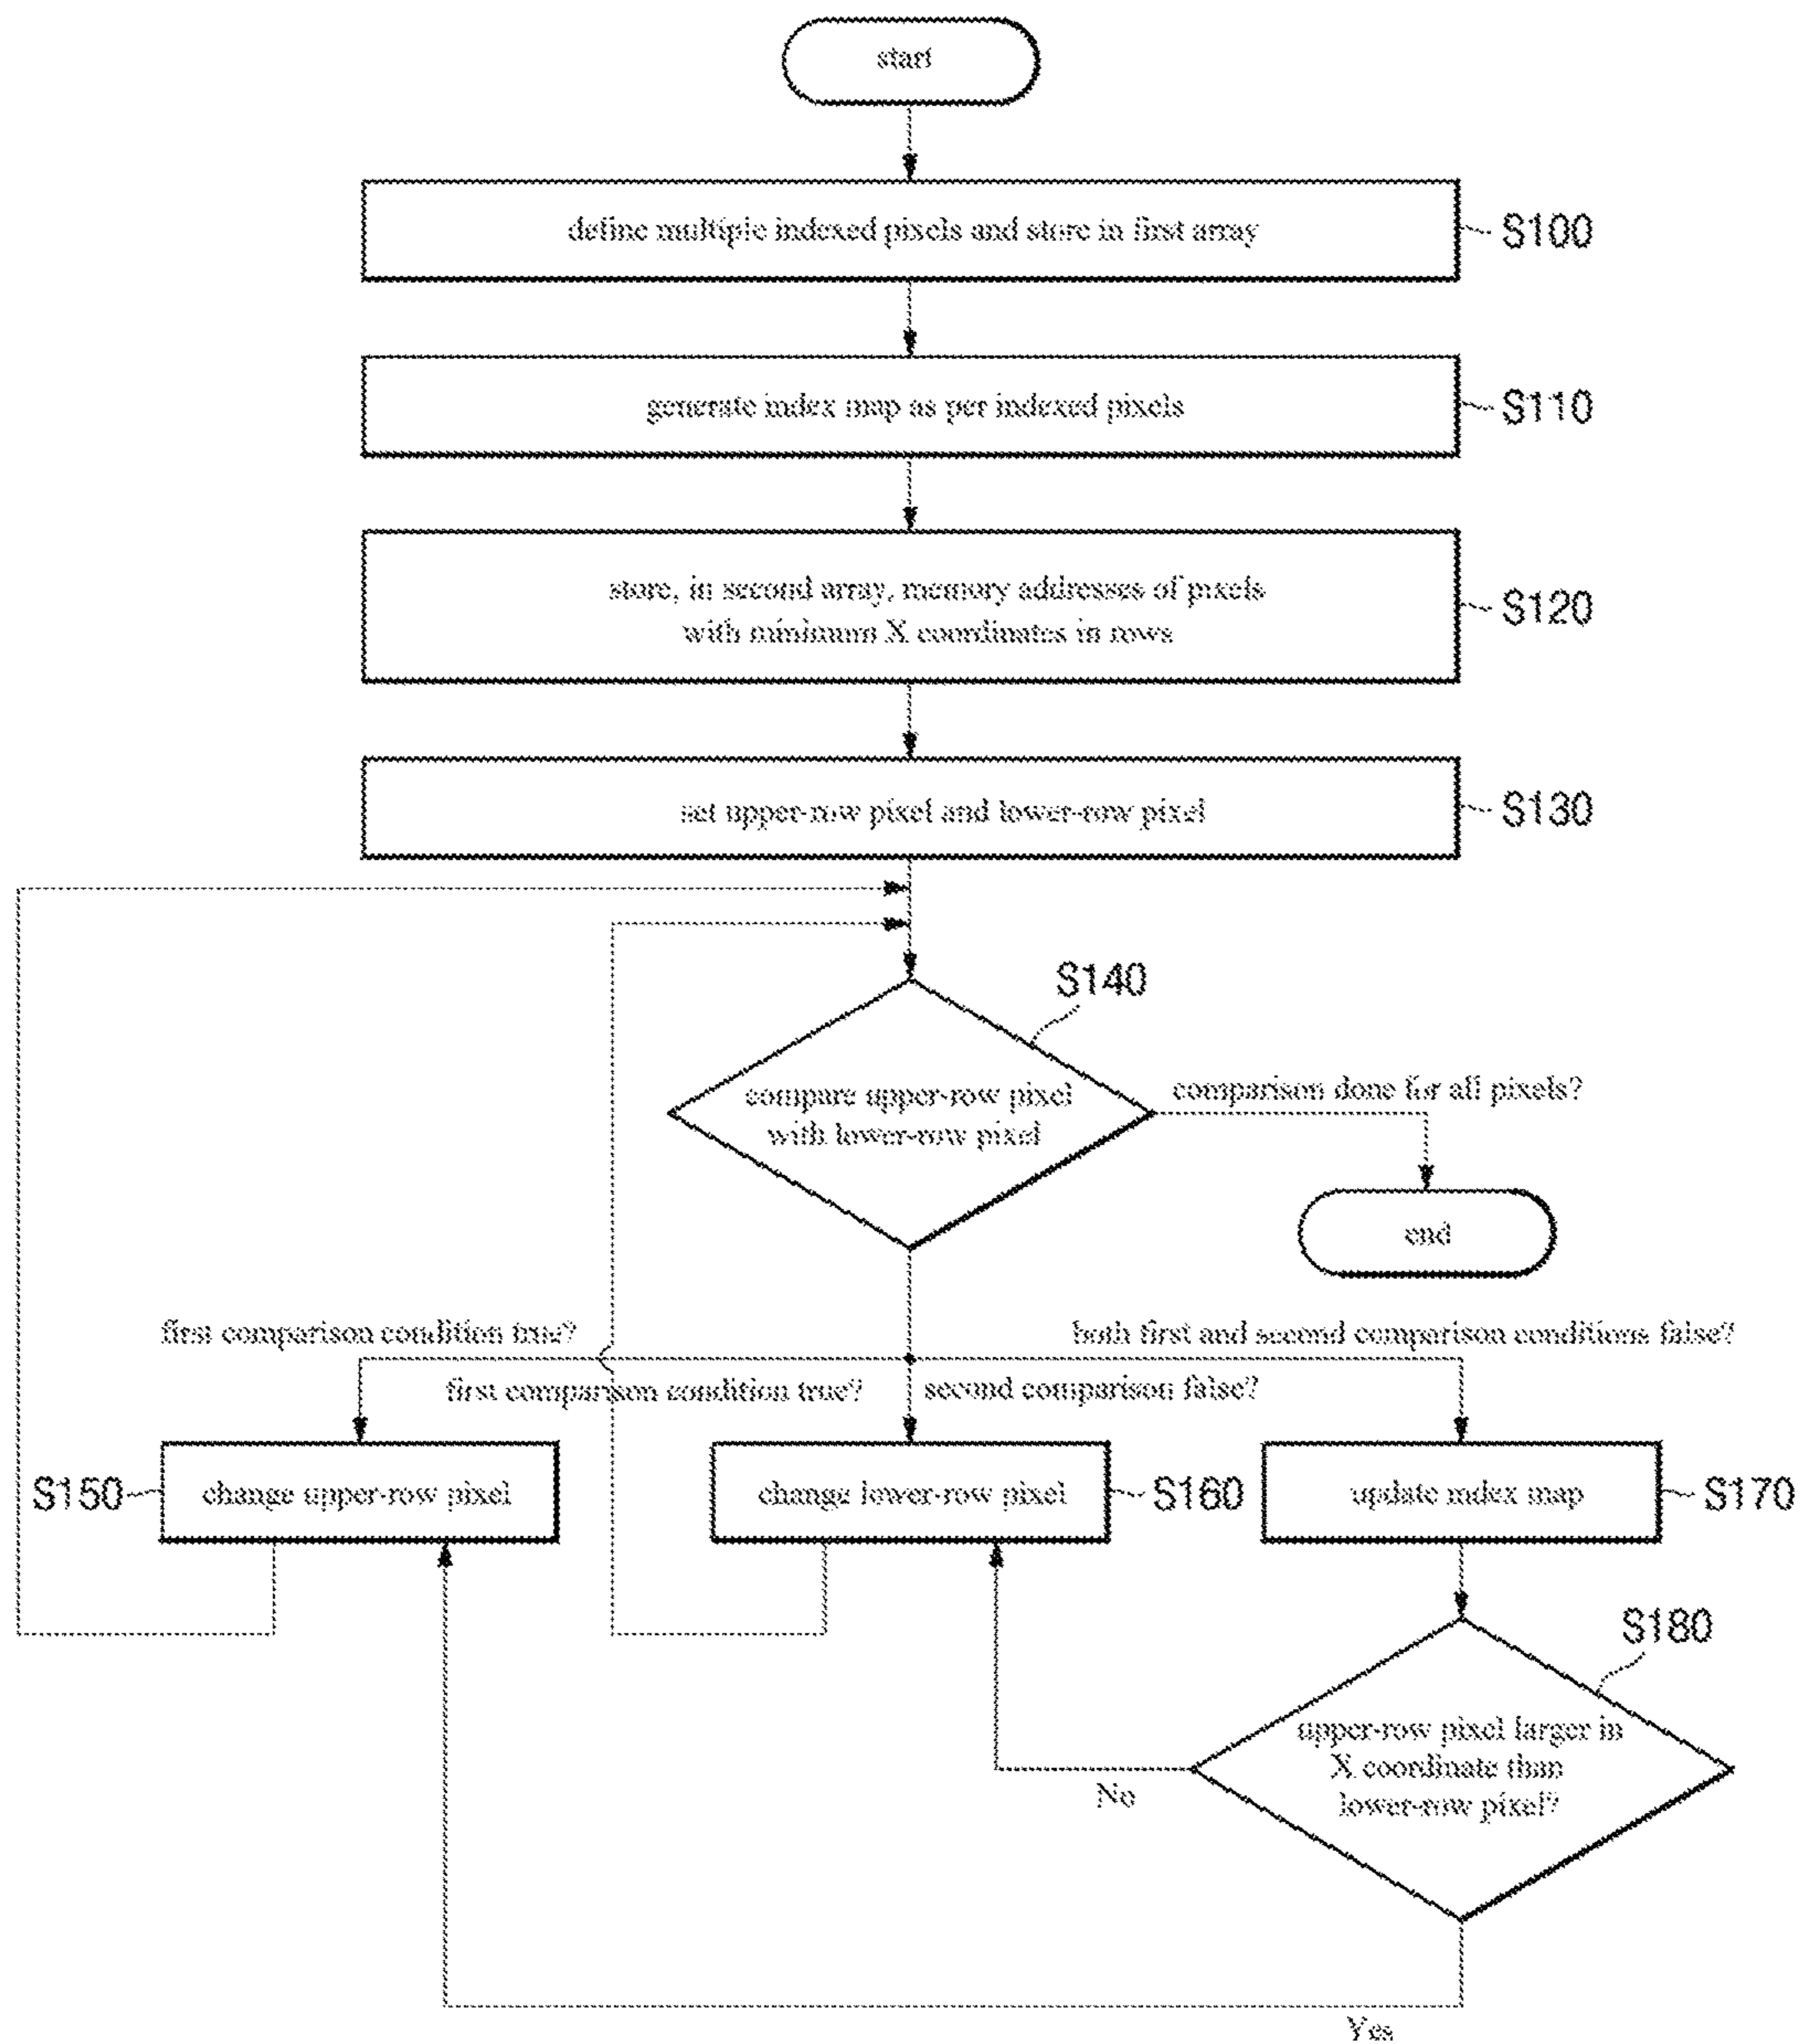 start
define multiple indexed pixels and store in first array
S100
generate index map as per indexed pixels
S110
store, in second array, memory addresses of pixels
with minimum X coordinates in rows
S120
set upper-row pixel and lower-row pixel
S130
S140
compare upper-row pixel
with lower-row pixel
comparison done for all pixels?
end
first comparison condition true?
both first and second comparison conditions false?
first comparison condition true?
second comparison false?
S150
change upper-row pixel
change lower-row pixel
S160
update index map
S170
S180
upper-row pixel larger in
X coordinate than
lower-row pixel?
No
Yes